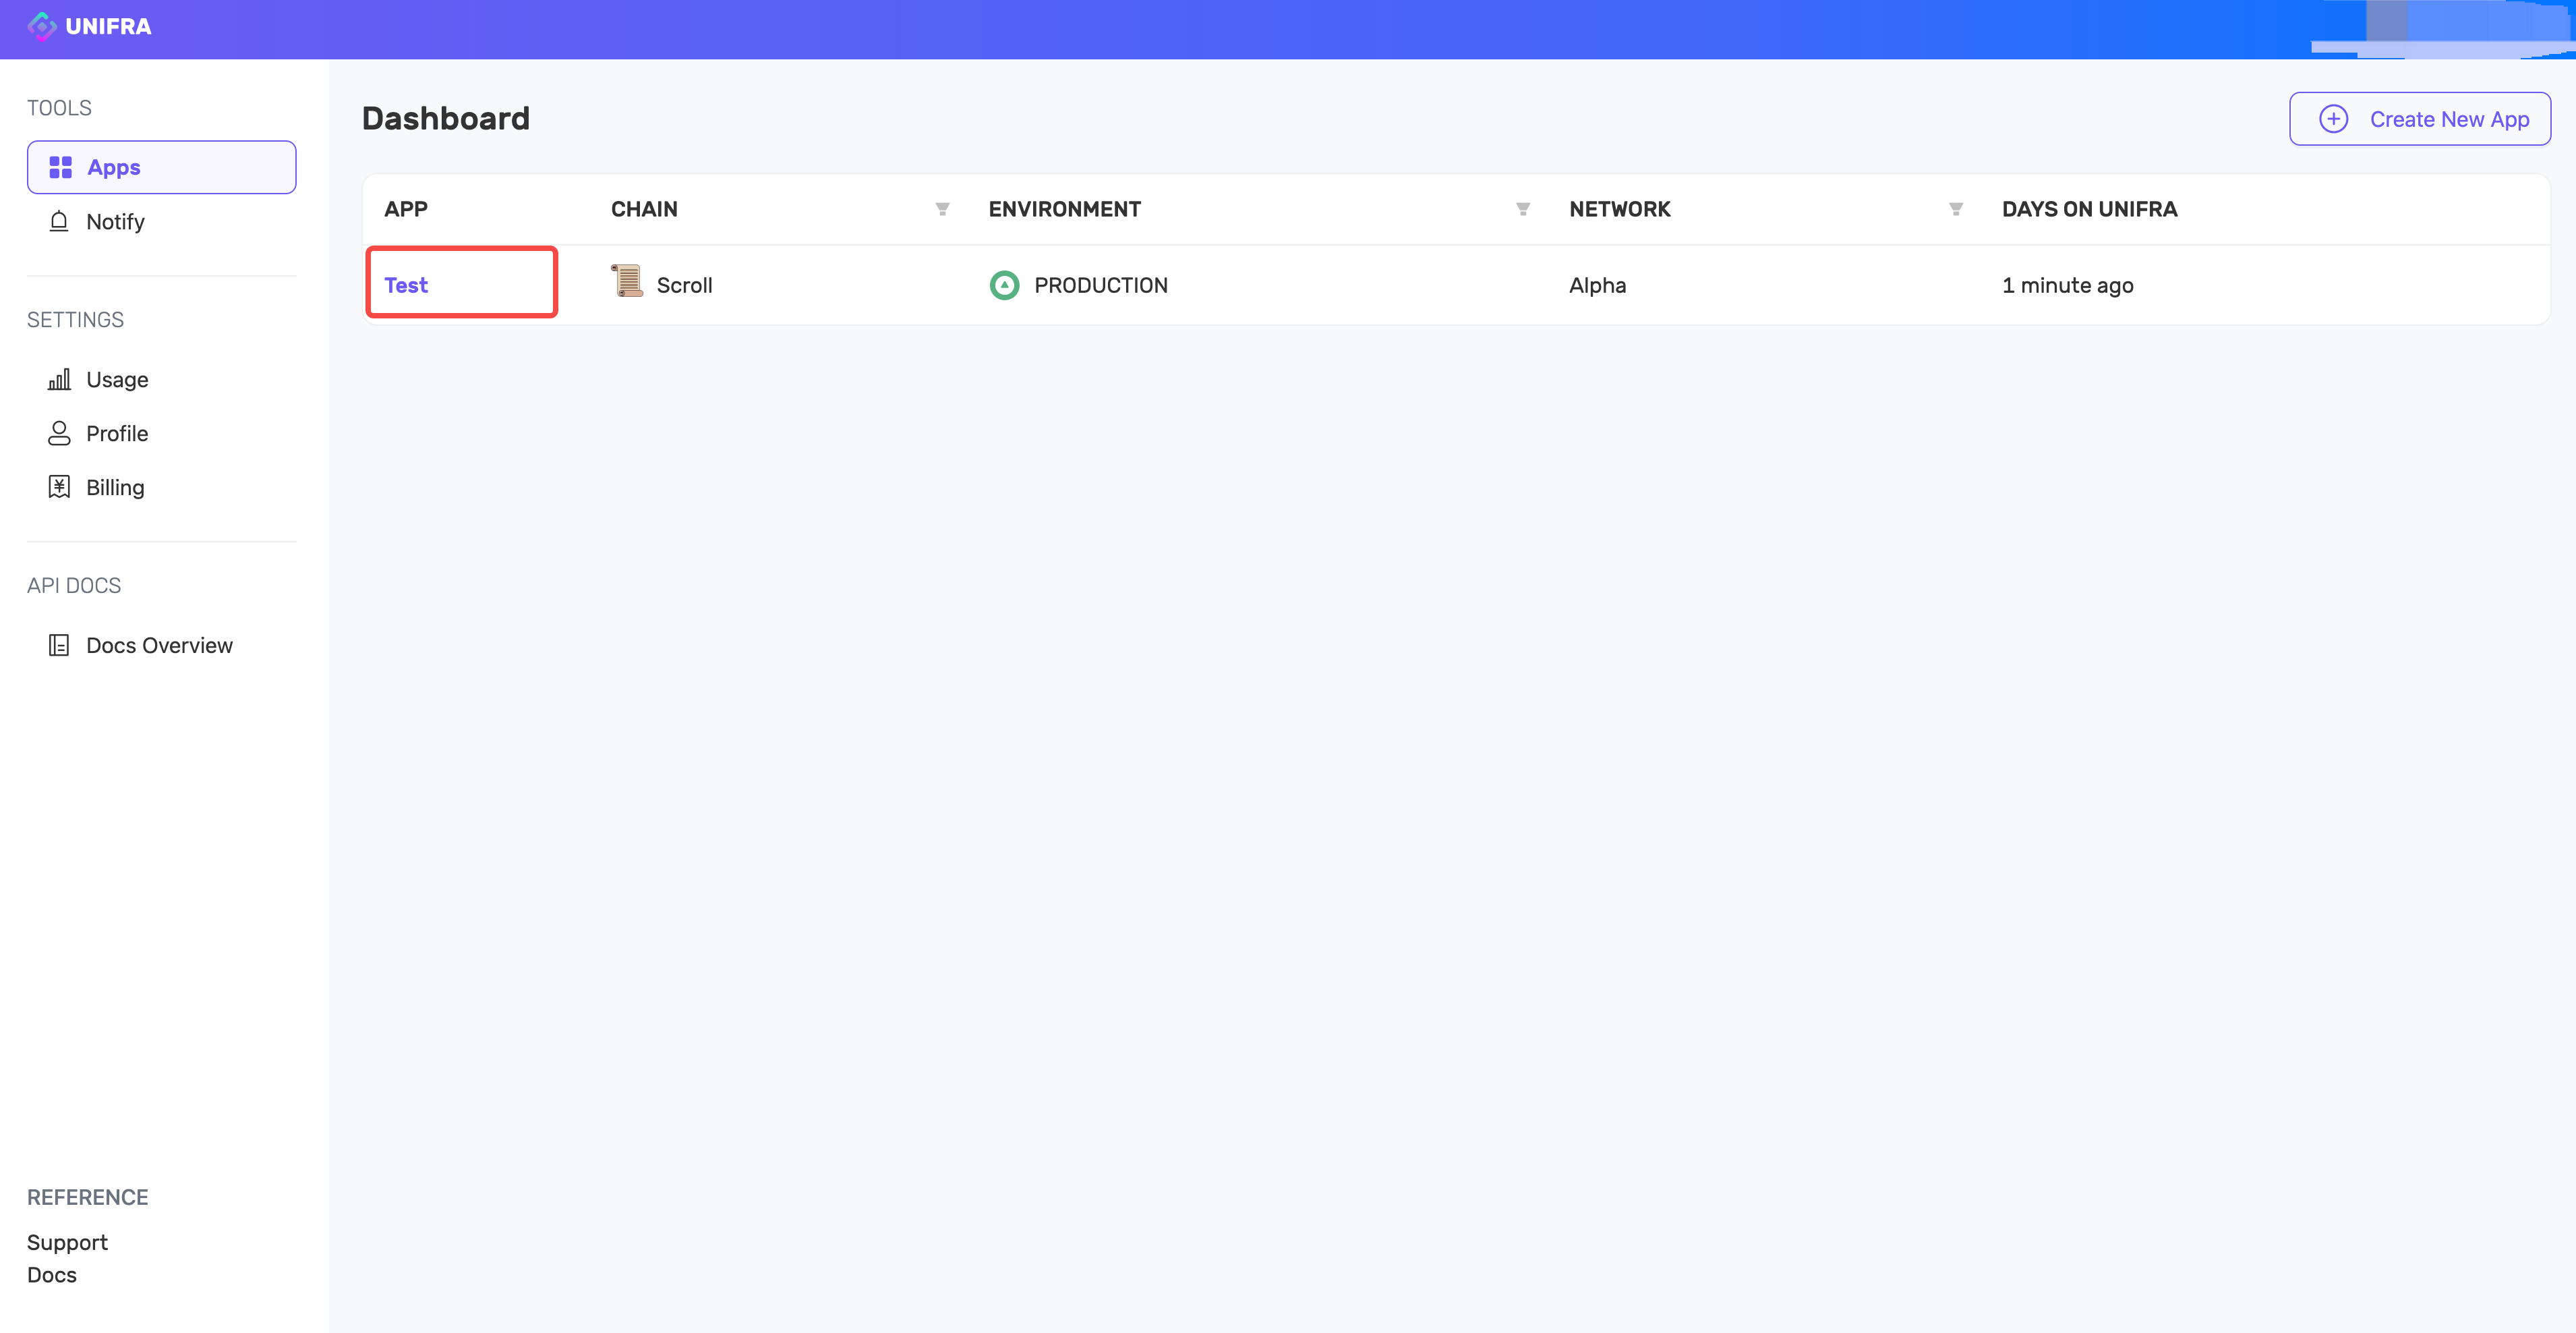 UNIFRA
TOOLS
Apps
Notify
SETTINGS
Usage
Profile
Billing
API DOCS
Docs Overview
REFERENCE
Support
Docs
Dashboard
Create New App
APP CHAIN ENVIRONMENT NETWORK DAYS ON UNIFRA
Test Scroll PRODUCTION Alpha 1 minute ago